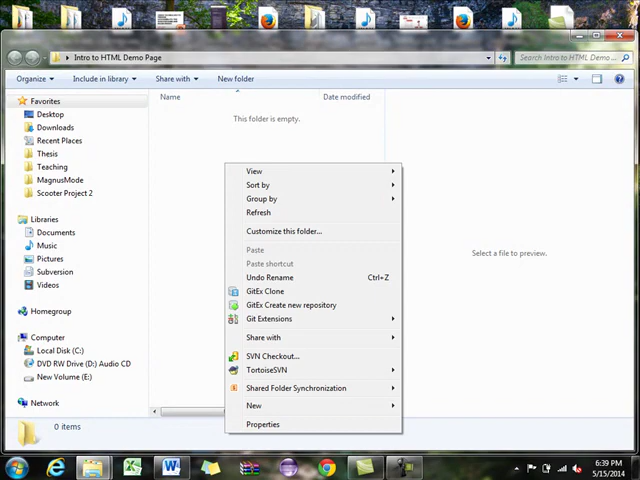 Intro to HTML Demo Page
Search Intro to HTML Demo ...
Organize
Include in library
Share with
New folder
Favorites
Desktop
Downloads
Recent Places
Thesis
Teaching
MagnusMode
Scooter Project 2
Libraries
Documents
Music
Pictures
Subversion
Videos
Homegroup
Computer
Local Disk (C:)
DVD RW Drive (D:) Audio CD
New Volume (E:)
Network
Name
Date modified
This folder is empty.
View
Sort by
Group by
Refresh
Customize this folder...
Paste
Paste shortcut
Undo Rename Ctrl+Z
GitEx Clone
GitEx Create new repository
Git Extensions
Share with
SVN Checkout...
TortoiseSVN
Shared Folder Synchronization
New
Properties
Select a file to preview.
0 items
6:39 PM
5/15/2014